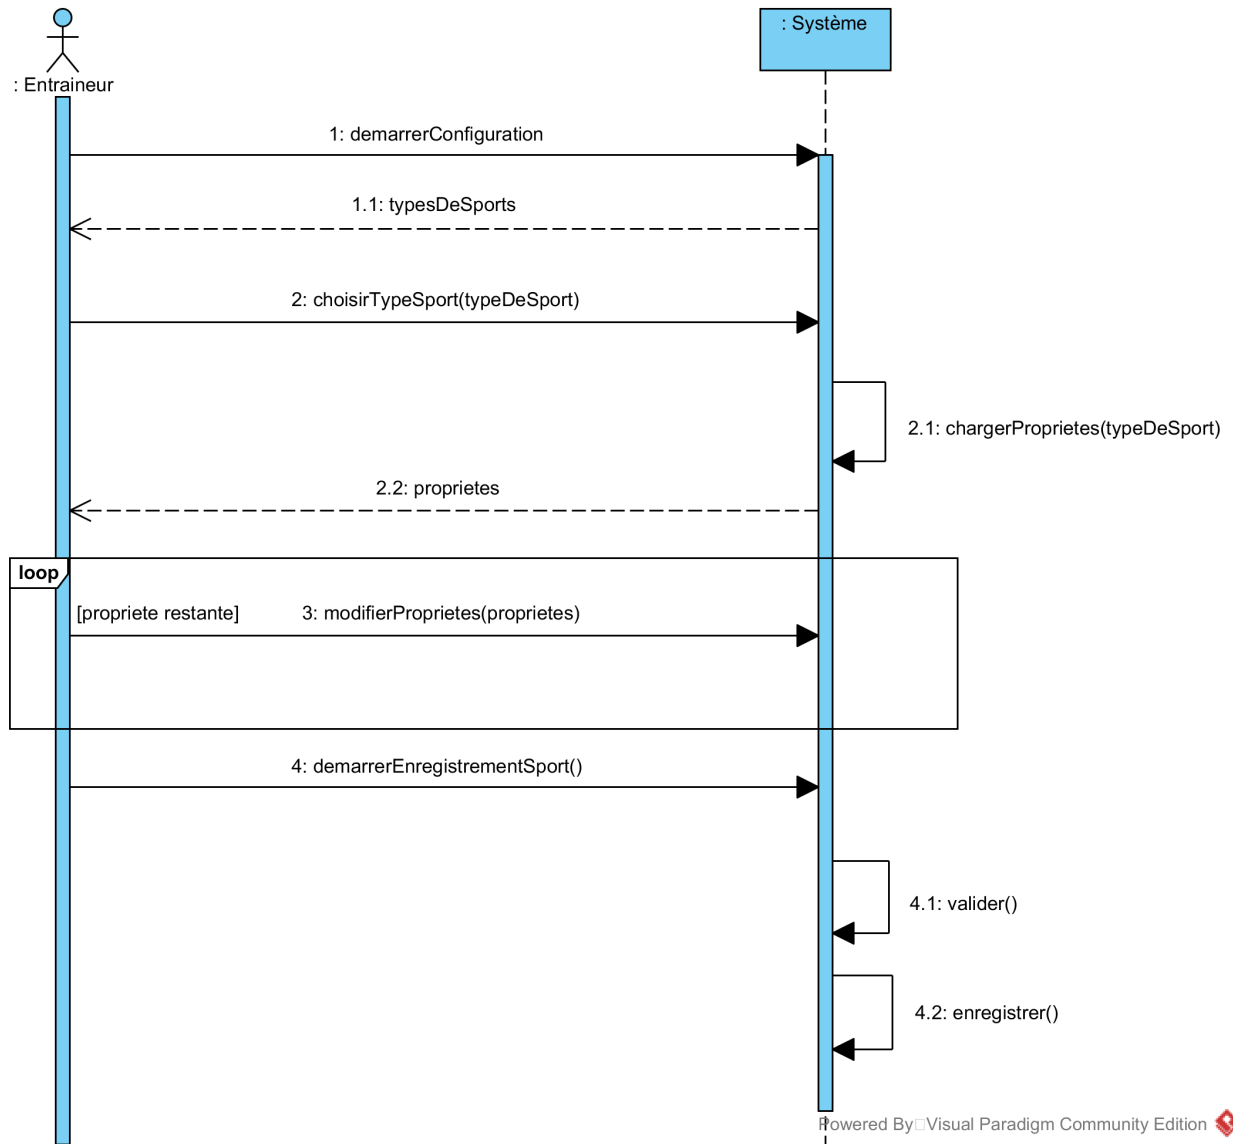 : Système
: Entraineur
1: demarrerConfiguration
1.1: typesDeSports
2: choisirTypeSport(typeDeSport)
2.1: chargerProprietes(typeDeSport)
2.2: proprietes
loop
[propriete restante] 3: modifierProprietes(proprietes)
4: demarrerEnregistrementSport()
4.1: valider()
4.2: enregistrer()
Powered By Visual Paradigm Community Edition